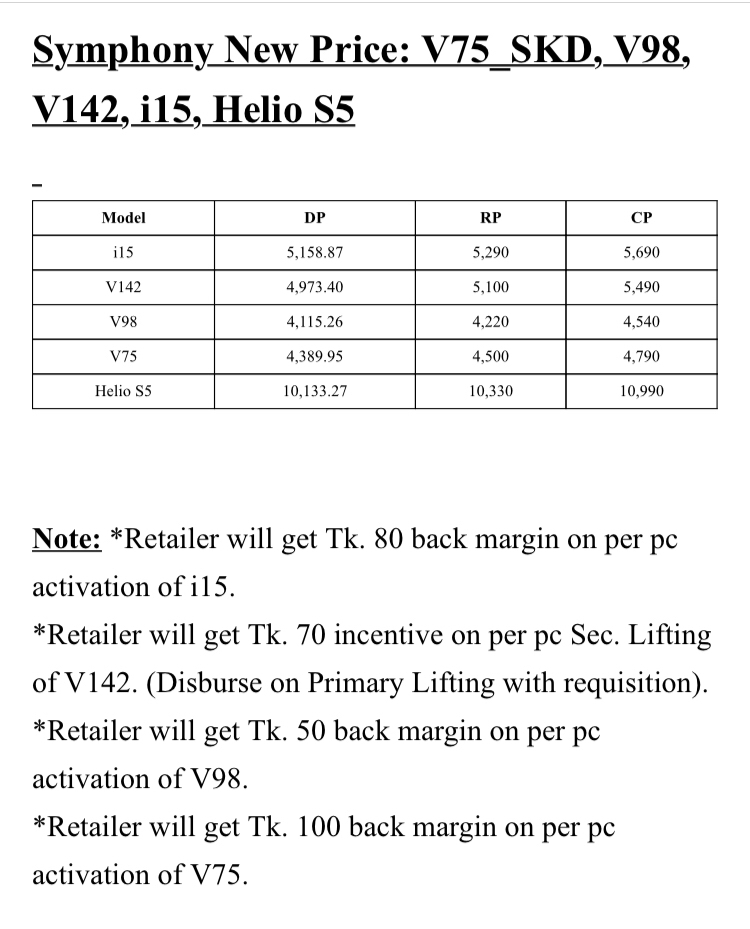 Symphony New Price: V75_SKD, V98,
V142, i15, Helio S5
Model DP RP CP
i15 5,158.87 5,290 5,690
V142 4,973.40 5,100 5,490
V98 4,115.26 4,220 4,540
V75 4,389.95 4,500 4,790
Helio S5 10,133.27 10,330 10,990
Note: *Retailer will get Tk. 80 back margin on per pc
activation of i15.
*Retailer will get Tk. 70 incentive on per pc Sec. Lifting
of V142. (Disburse on Primary Lifting with requisition).
*Retailer will get Tk. 50 back margin on per pc
activation of V98.
*Retailer will get Tk. 100 back margin on per pc
activation of V75.